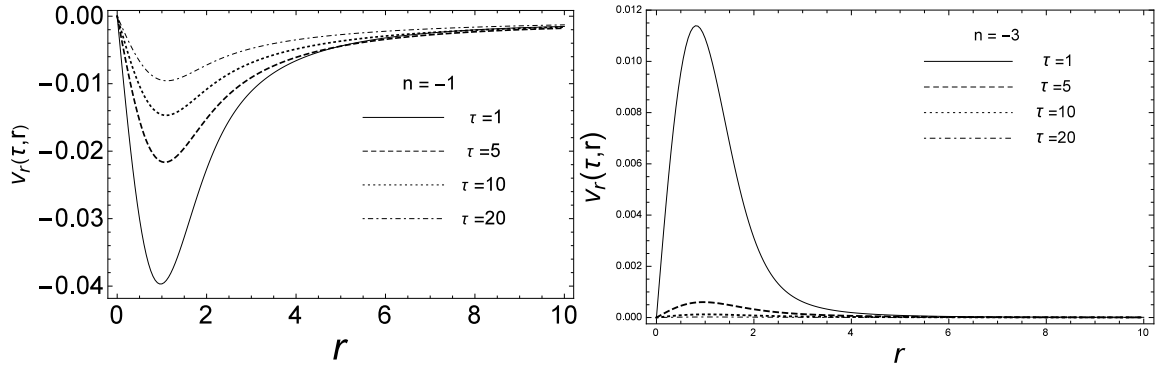 0.00
-0.01
-0.02
-0.03
-0.04
v_r(τ,r)
n = -1
τ =1
τ =5
τ =10
τ =20
0 2 4 6 8 10
r
0.012
0.010
0.008
0.006
0.004
0.002
0.000
v_r(τ,r)
n = -3
τ =1
τ =5
τ =10
τ =20
0 2 4 6 8 10
r